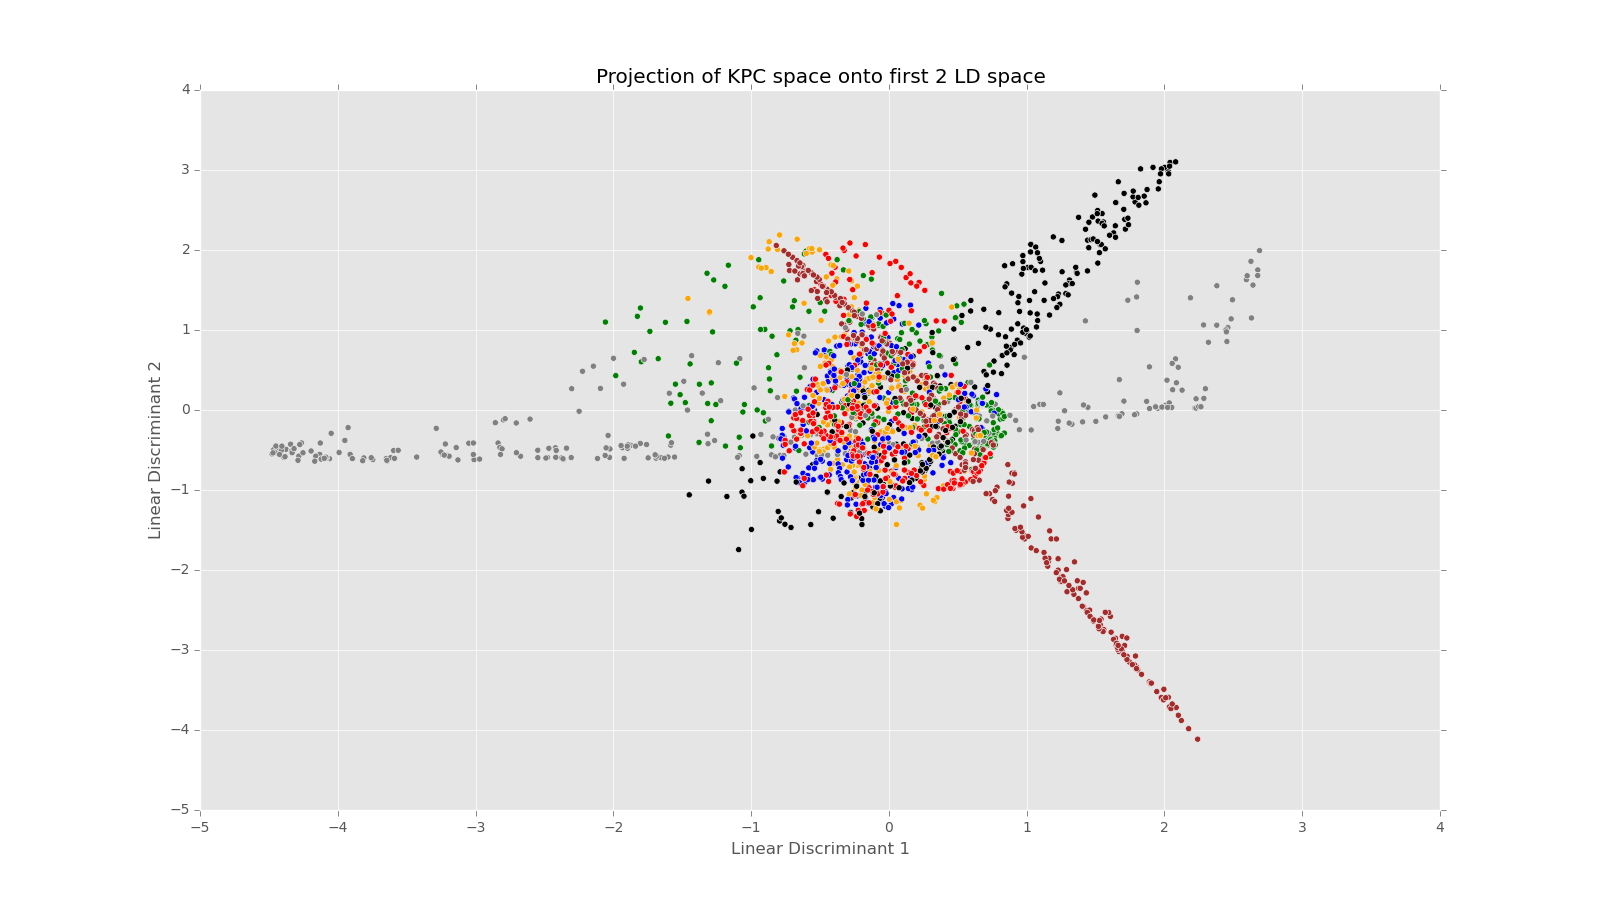 Projection of KPC space onto first 2 LD space
4
3
2
1
0
−1
−2
−3
−4
−5
Linear Discriminant 2
−5 −4 −3 −2 −1 0 1 2 3 4
Linear Discriminant 1